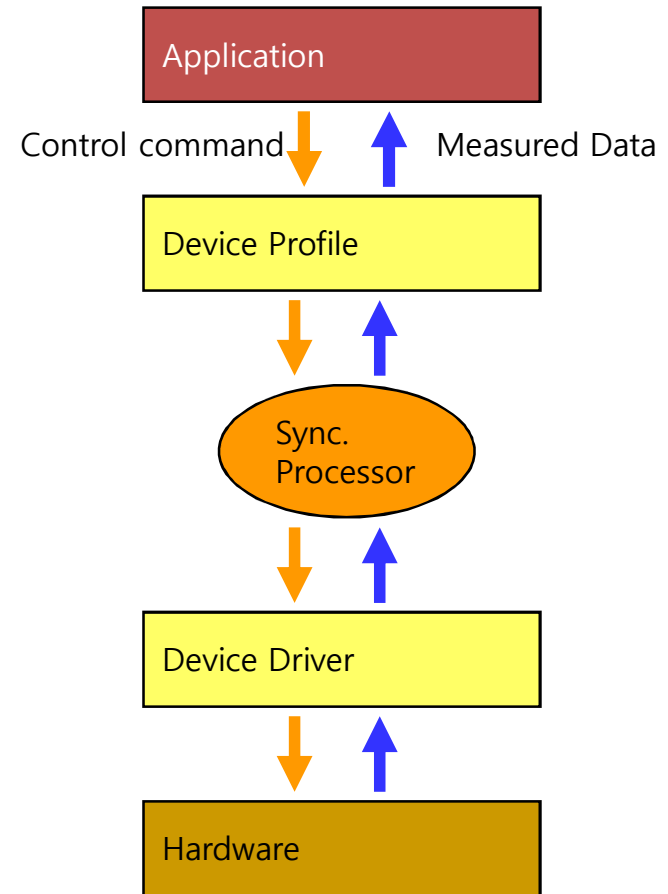 Application
Control command
Measured Data
Device Profile
Sync.
Processor
Device Driver
Hardware